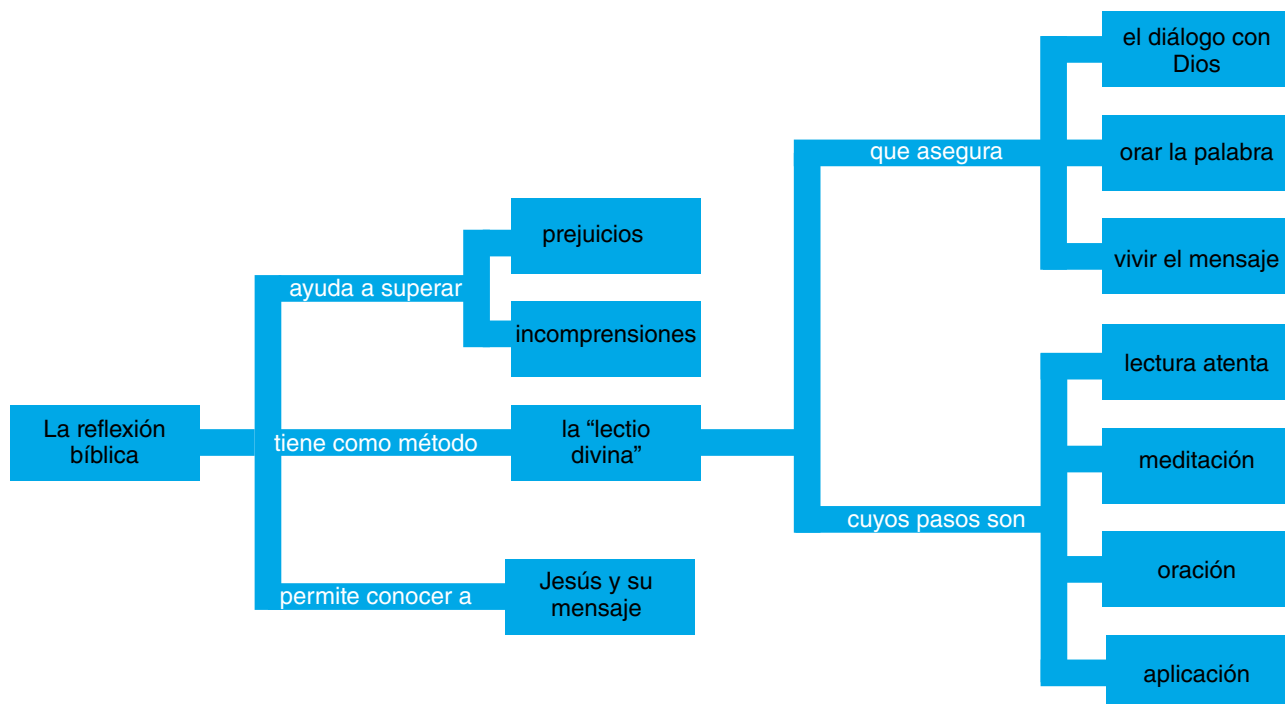 La reflexión
bíblica
ayuda a superar
prejuicios
incomprensiones
tiene como método
la “lectio
divina”
que asegura
el diálogo con
Dios
orar la palabra
vivir el mensaje
cuyos pasos son
lectura atenta
meditación
oración
aplicación
permite conocer a
Jesús y su
mensaje